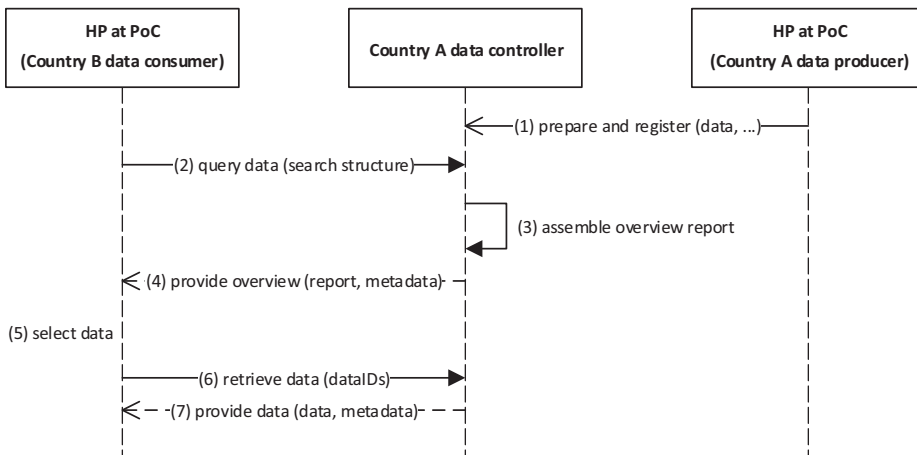 HP at PoC
(Country B data consumer)
Country A data controller
HP at PoC
(Country A data producer)
(1) prepare and register (data, ...)
(2) query data (search structure)
(3) assemble overview report
(4) provide overview (report, metadata)
(5) select data
(6) retrieve data (dataIDs)
(7) provide data (data, metadata)